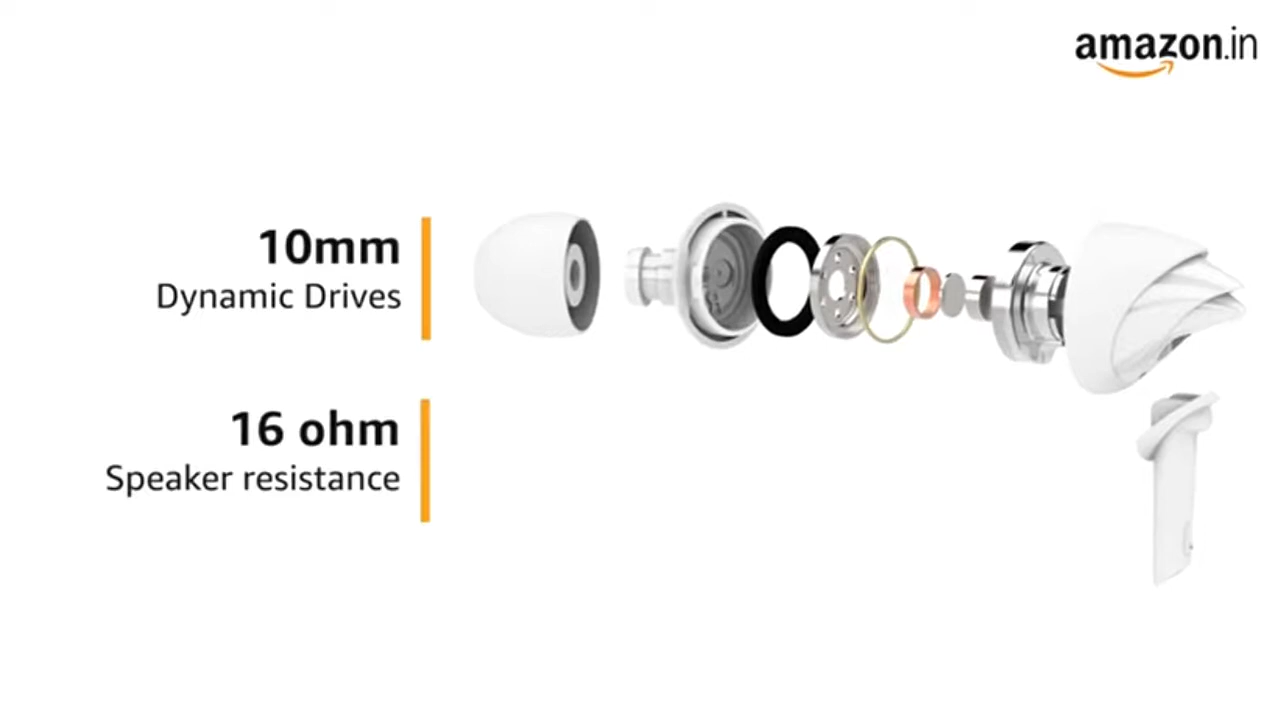 amazon.in
10mm
Dynamic Drives
16 ohm
Speaker resistance